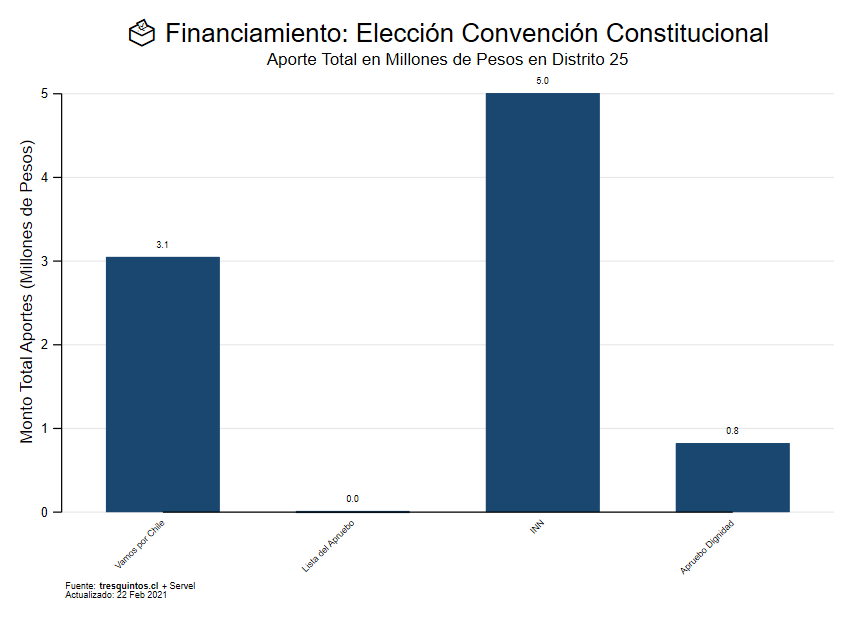 Financiamiento: Elección Convención Constitucional
Aporte Total en Millones de Pesos en Distrito 25
Monto Total Aportes (Millones de Pesos)
5
4
3
2
1
0
3.1
0.0
5.0
0.8
Vamos por Chile
Lista del Apruebo
INN
Apruebo Dignidad
Fuente: tresquintos.cl + Servel
Actualizado: 22 Feb 2021